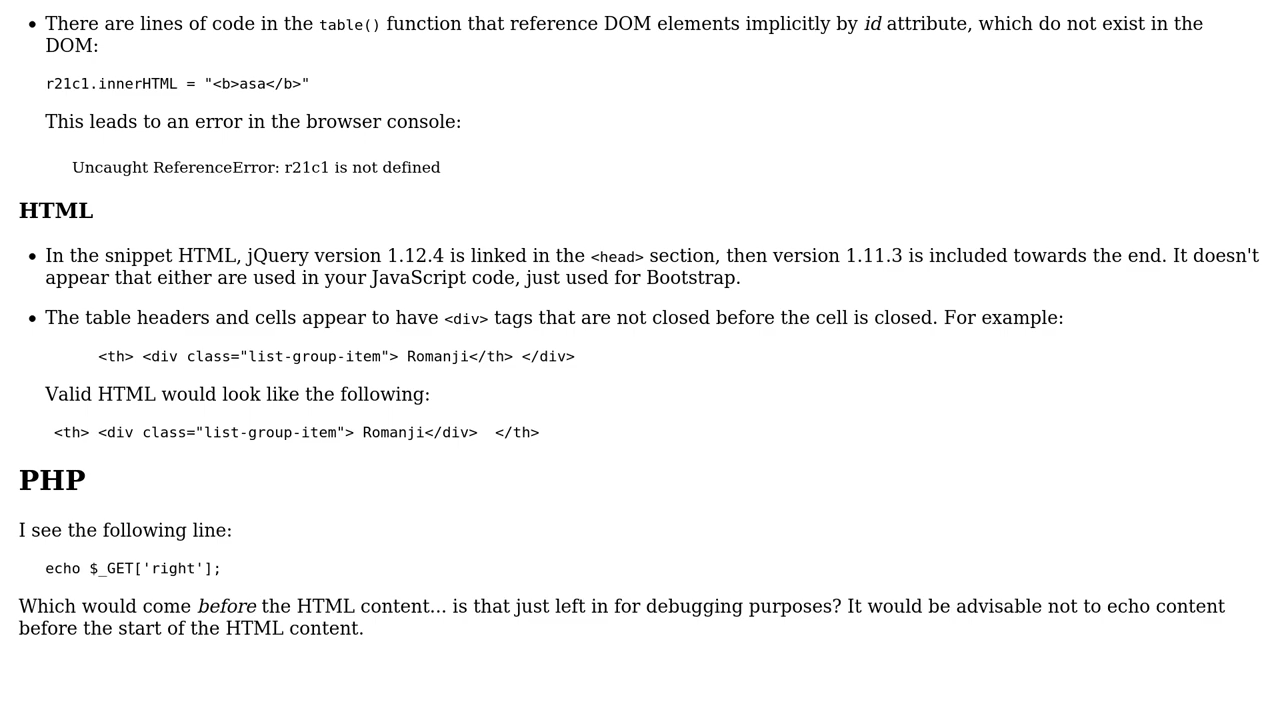 There are lines of code in the table() function that reference DOM elements implicitly by id attribute, which do not exist in the
DOM:
r21c1.innerHTML = "<b>asa</b>"
This leads to an error in the browser console:
Uncaught ReferenceError: r21c1 is not defined
HTML
In the snippet HTML, jQuery version 1.12.4 is linked in the <head> section, then version 1.11.3 is included towards the end. It doesn't
appear that either are used in your JavaScript code, just used for Bootstrap.
The table headers and cells appear to have <div> tags that are not closed before the cell is closed. For example:
<th> <div class="list-group-item"> Romanji</th> </div>
Valid HTML would look like the following:
<th> <div class="list-group-item"> Romanji</div>  </th>
PHP
I see the following line:
echo $_GET['right'];
Which would come before the HTML content... is that just left in for debugging purposes? It would be advisable not to echo content
before the start of the HTML content.